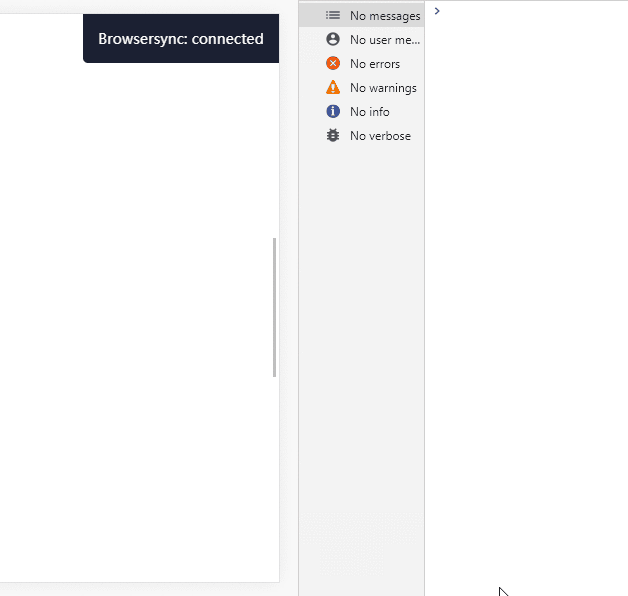 Browsersync: connected
No messages
No user me...
No errors
No warnings
No info
No verbose